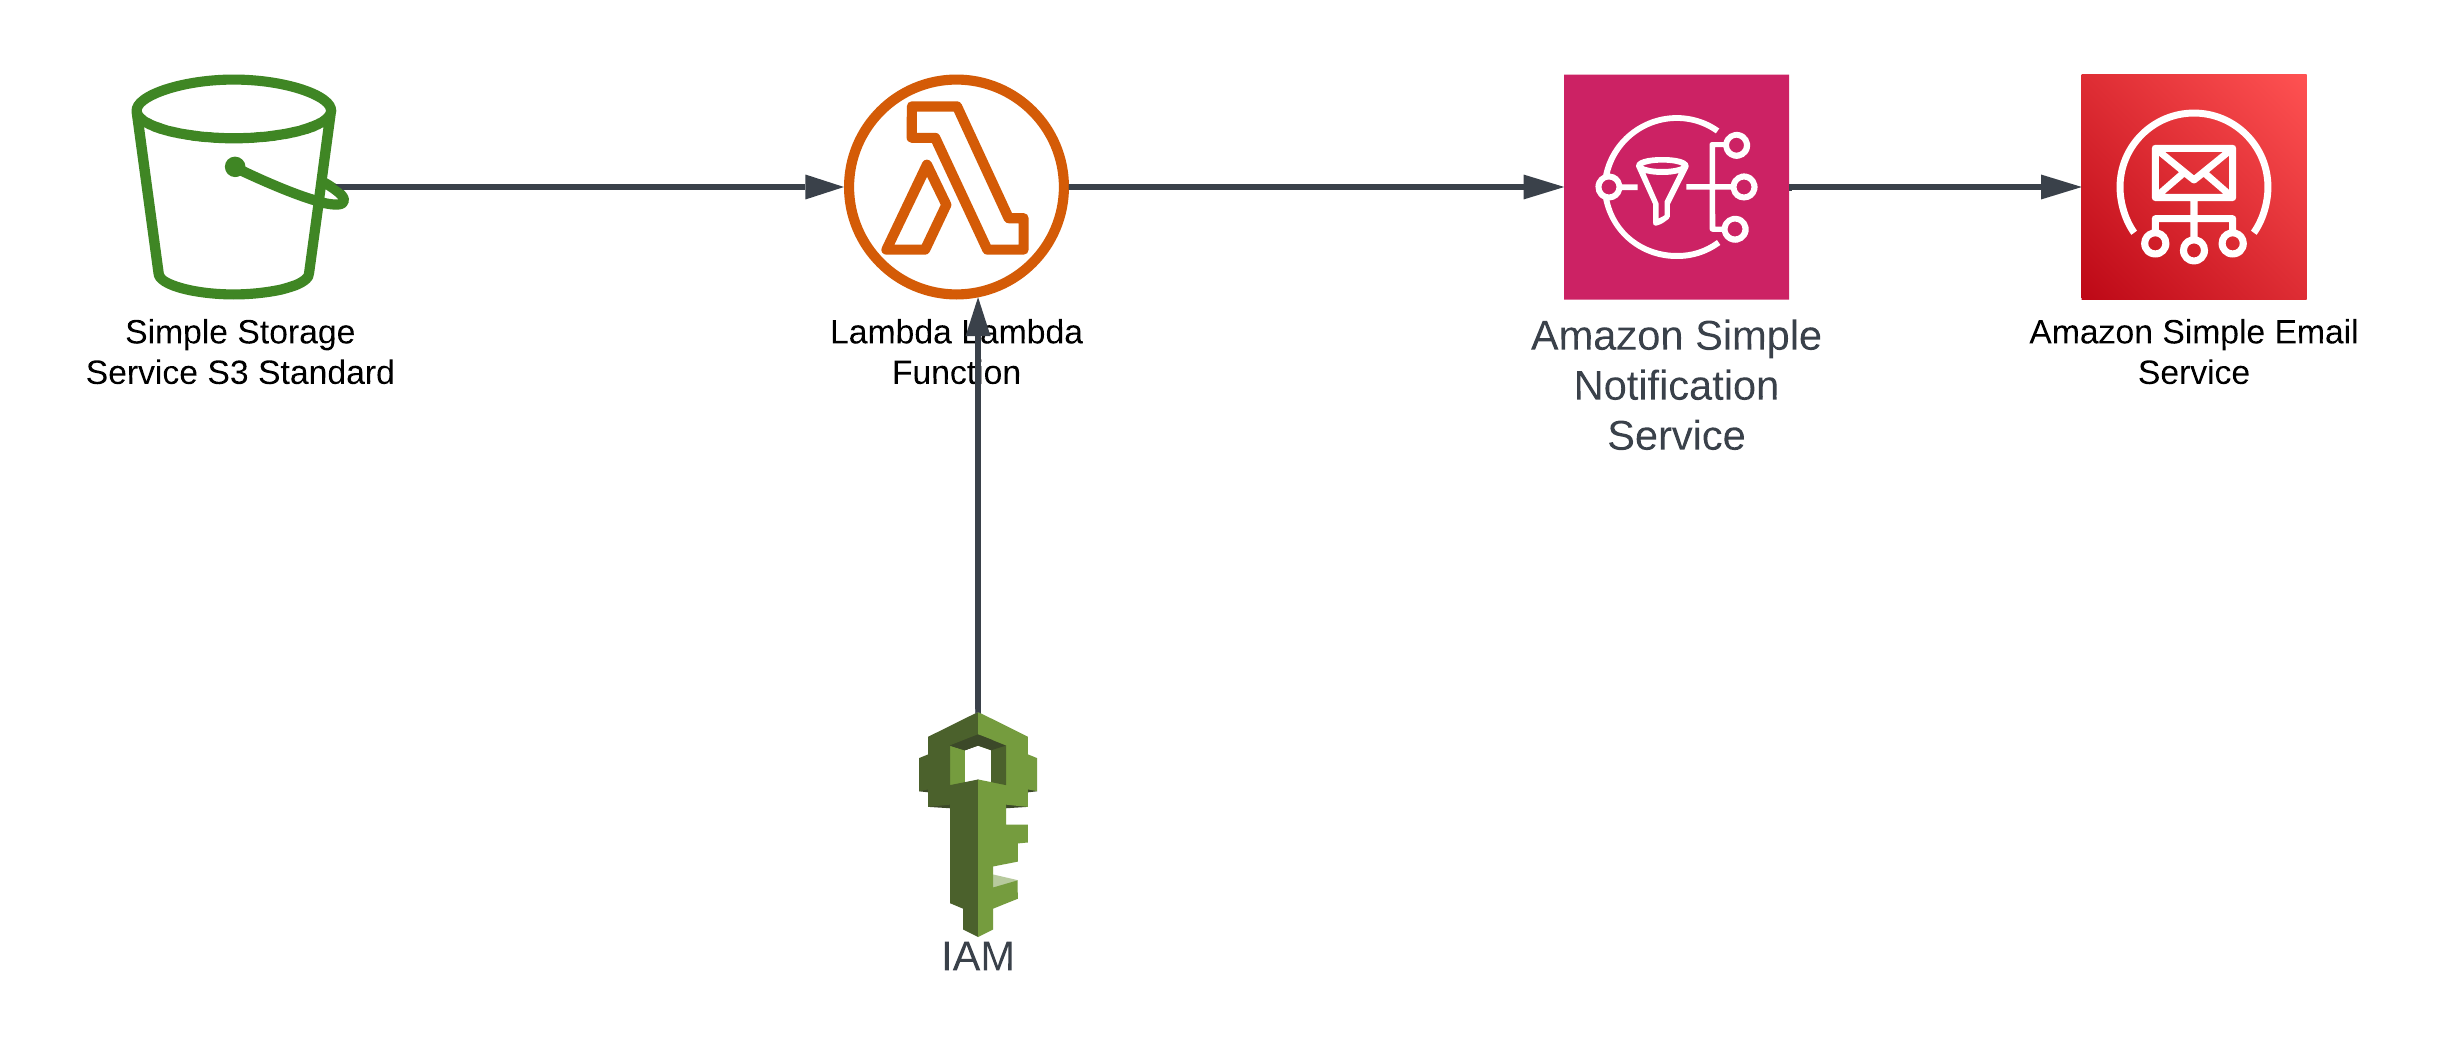 Simple Storage
Service S3 Standard
Lambda Lambda
Function
Amazon Simple
Notification
Service
Amazon Simple Email
Service
IAM